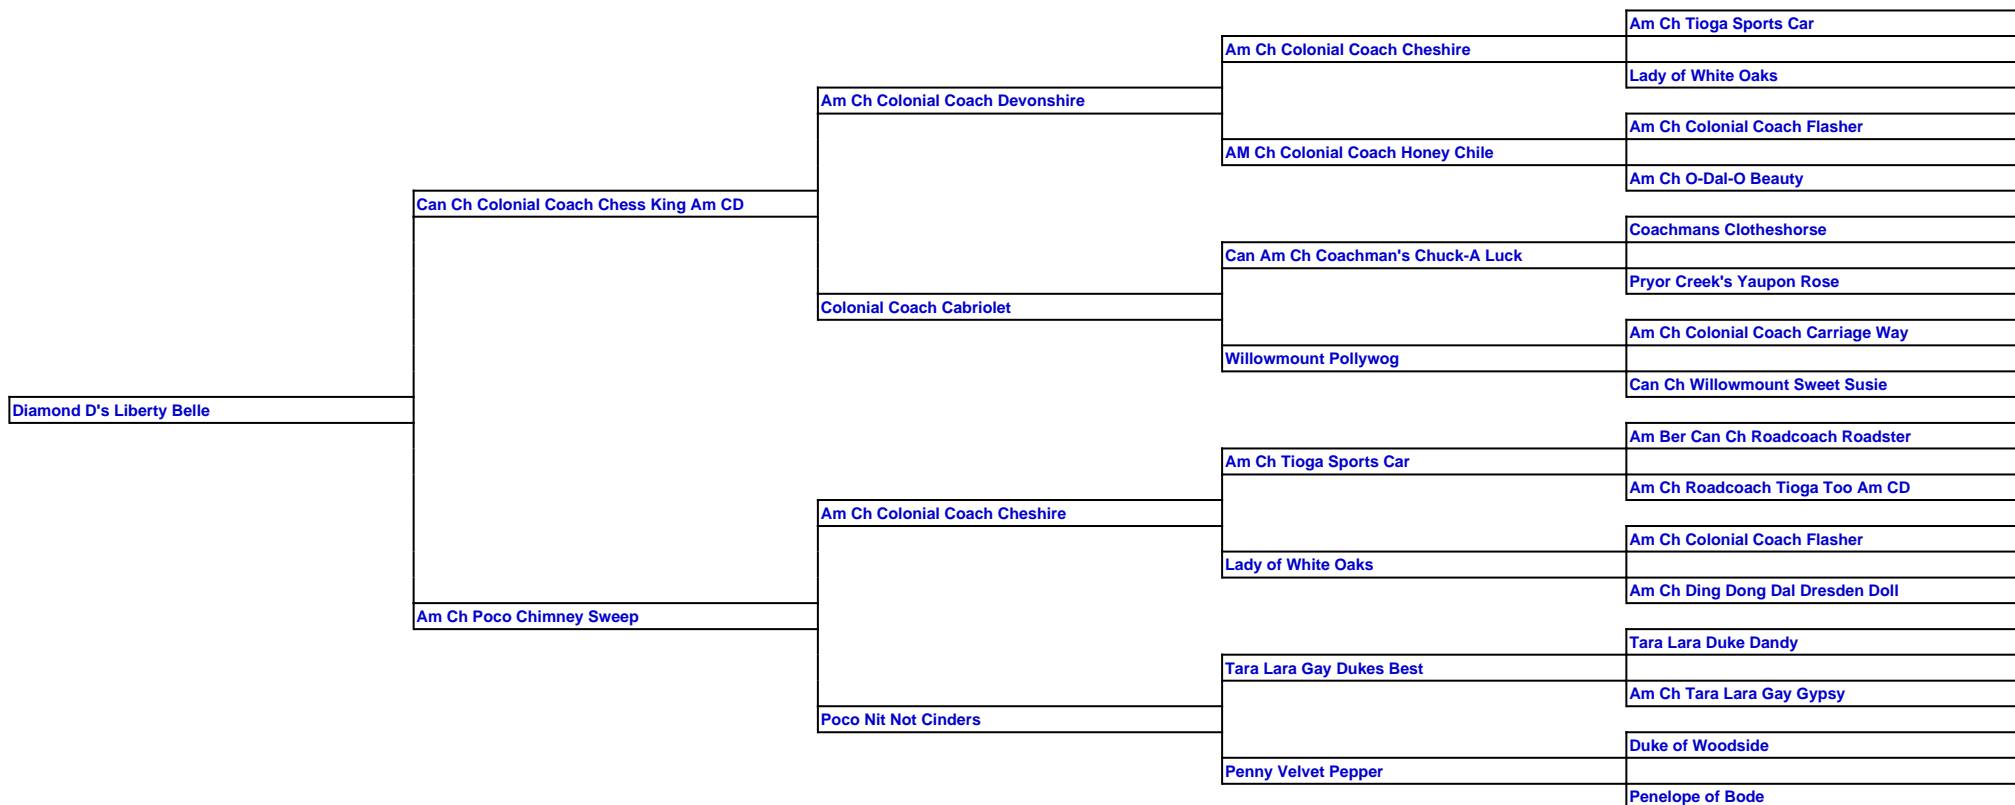 Am Ch Tioga Sports Car
Am Ch Colonial Coach Cheshire
Lady of White Oaks
Am Ch Colonial Coach Devonshire
Am Ch Colonial Coach Flasher
AM Ch Colonial Coach Honey Chile
Am Ch O-Dal-O Beauty
Can Ch Colonial Coach Chess King Am CD
Coachmans Clotheshorse
Can Am Ch Coachman's Chuck-A Luck
Pryor Creek's Yaupon Rose
Colonial Coach Cabriolet
Am Ch Colonial Coach Carriage Way
Willowmount Pollywog
Can Ch Willowmount Sweet Susie
Diamond D's Liberty Belle
Am Ber Can Ch Roadcoach Roadster
Am Ch Tioga Sports Car
Am Ch Roadcoach Tioga Too Am CD
Am Ch Colonial Coach Cheshire
Am Ch Colonial Coach Flasher
Lady of White Oaks
Am Ch Ding Dong Dal Dresden Doll
Am Ch Poco Chimney Sweep
Tara Lara Duke Dandy
Tara Lara Gay Dukes Best
Am Ch Tara Lara Gay Gypsy
Poco Nit Not Cinders
Duke of Woodside
Penny Velvet Pepper
Penelope of Bode